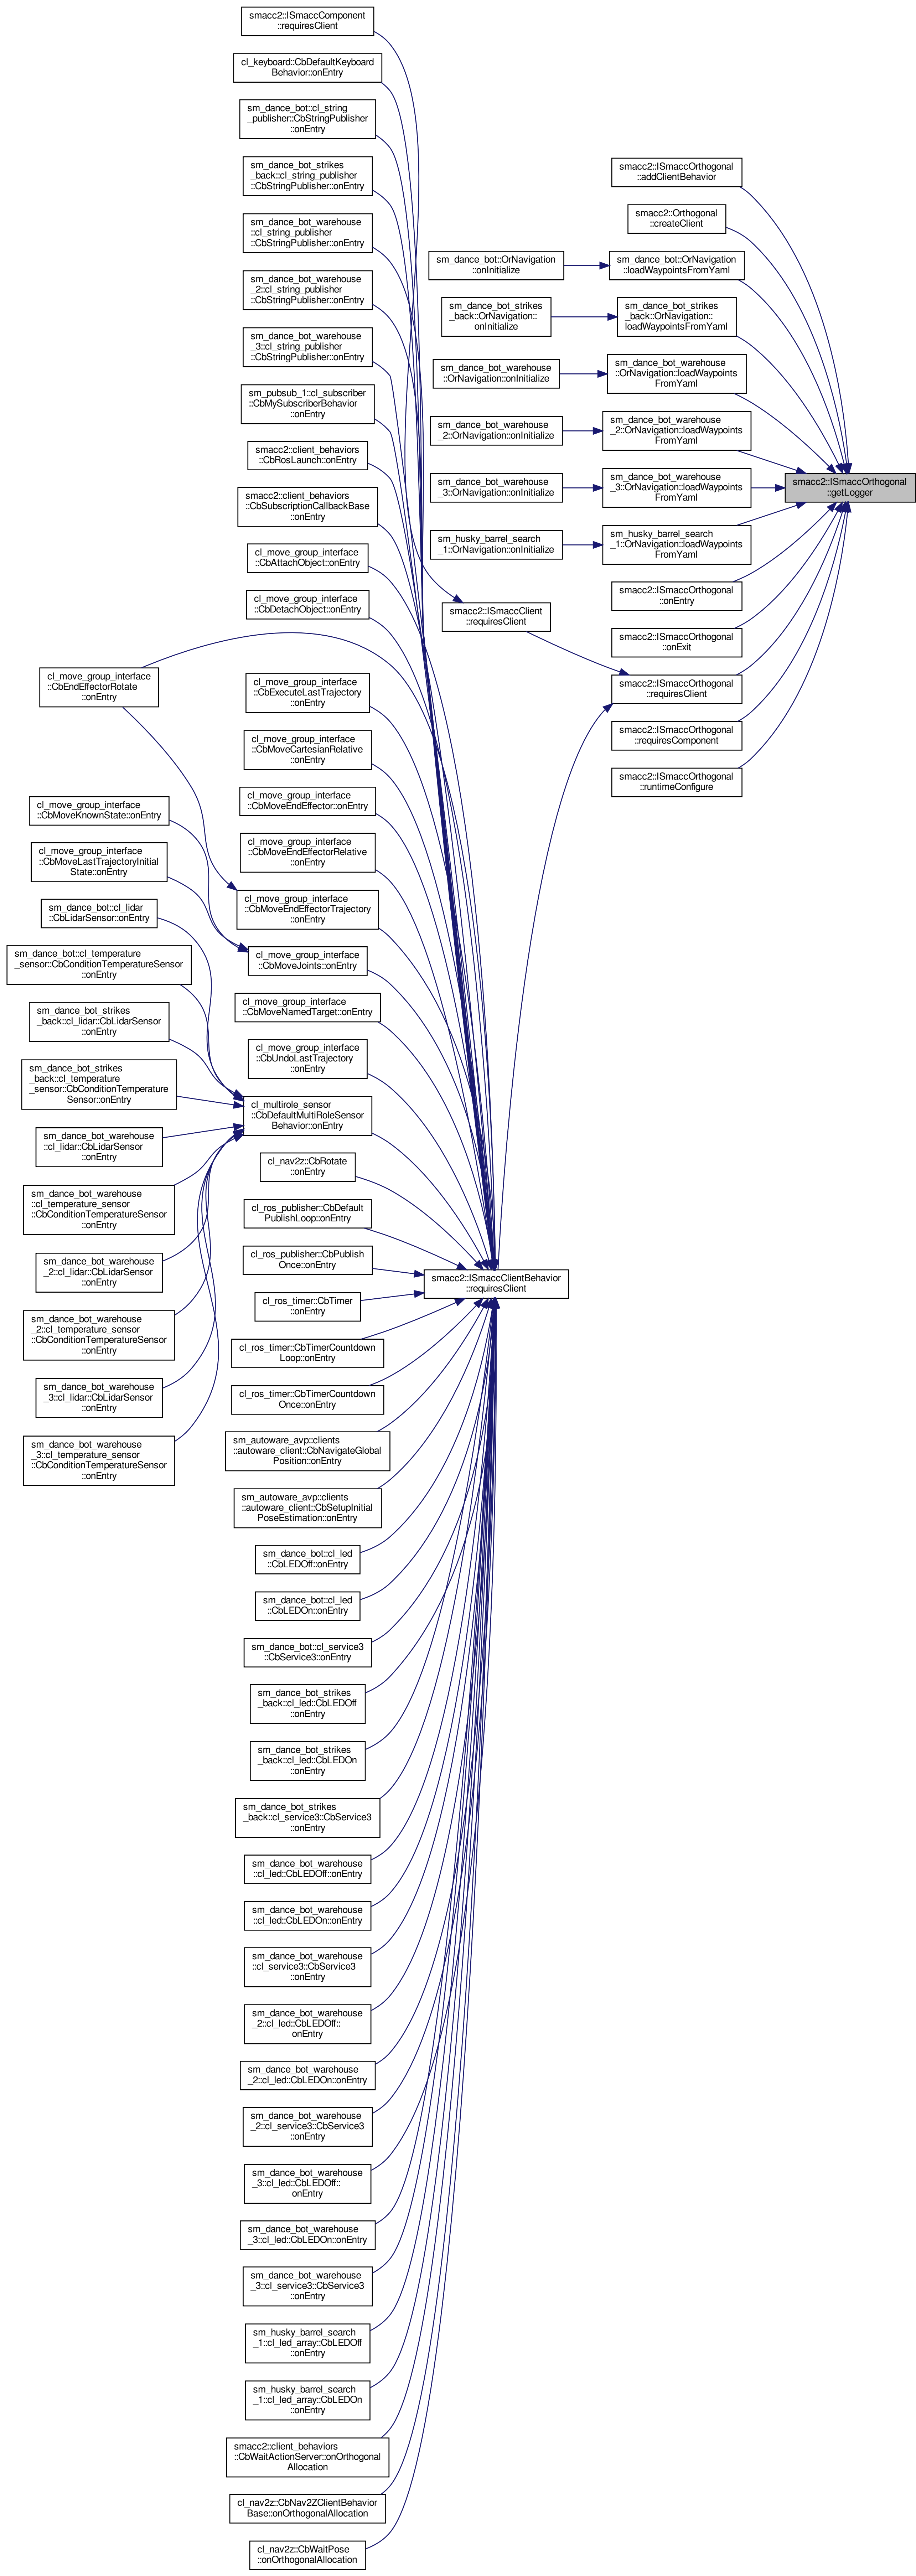 smacc2::ISmaccComponent
::requiresClient
cl_keyboard::CbDefaultKeyboard
Behavior::onEntry
sm_dance_bot::cl_string
_publisher::CbStringPublisher
::onEntry
sm_dance_bot_strikes
_back::cl_string_publisher
::CbStringPublisher::onEntry
sm_dance_bot_warehouse
::cl_string_publisher
::CbStringPublisher::onEntry
sm_dance_bot_warehouse
_2::cl_string_publisher
::CbStringPublisher::onEntry
sm_dance_bot_warehouse
_3::cl_string_publisher
::CbStringPublisher::onEntry
sm_pubsub_1::cl_subscriber
::CbMySubscriberBehavior
::onEntry
smacc2::client_behaviors
::CbRosLaunch::onEntry
smacc2::client_behaviors
::CbSubscriptionCallbackBase
::onEntry
cl_move_group_interface
::CbAttachObject::onEntry
cl_move_group_interface
::CbDetachObject::onEntry
cl_move_group_interface
::CbEndEffectorRotate
::onEntry
cl_move_group_interface
::CbExecuteLastTrajectory
::onEntry
cl_move_group_interface
::CbMoveCartesianRelative
::onEntry
cl_move_group_interface
::CbMoveEndEffector::onEntry
cl_move_group_interface
::CbMoveEndEffectorRelative
::onEntry
cl_move_group_interface
::CbMoveEndEffectorTrajectory
::onEntry
cl_move_group_interface
::CbMoveKnownState::onEntry
cl_move_group_interface
::CbMoveLastTrajectoryInitial
State::onEntry
cl_move_group_interface
::CbMoveJoints::onEntry
cl_move_group_interface
::CbMoveNamedTarget::onEntry
cl_move_group_interface
::CbUndoLastTrajectory
::onEntry
sm_dance_bot::cl_lidar
::CbLidarSensor::onEntry
sm_dance_bot::cl_temperature
_sensor::CbConditionTemperatureSensor
::onEntry
sm_dance_bot_strikes
_back::cl_lidar::CbLidarSensor
::onEntry
sm_dance_bot_strikes
_back::cl_temperature
_sensor::CbConditionTemperature
Sensor::onEntry
sm_dance_bot_warehouse
::cl_lidar::CbLidarSensor
::onEntry
sm_dance_bot_warehouse
::cl_temperature_sensor
::CbConditionTemperatureSensor
::onEntry
sm_dance_bot_warehouse
_2::cl_lidar::CbLidarSensor
::onEntry
sm_dance_bot_warehouse
_2::cl_temperature_sensor
::CbConditionTemperatureSensor
::onEntry
sm_dance_bot_warehouse
_3::cl_lidar::CbLidarSensor
::onEntry
sm_dance_bot_warehouse
_3::cl_temperature_sensor
::CbConditionTemperatureSensor
::onEntry
cl_multirole_sensor
::CbDefaultMultiRoleSensor
Behavior::onEntry
cl_nav2z::CbRotate
::onEntry
cl_ros_publisher::CbDefault
PublishLoop::onEntry
cl_ros_publisher::CbPublish
Once::onEntry
cl_ros_timer::CbTimer
::onEntry
cl_ros_timer::CbTimerCountdown
Loop::onEntry
cl_ros_timer::CbTimerCountdown
Once::onEntry
sm_autoware_avp::clients
::autoware_client::CbNavigateGlobal
Position::onEntry
sm_autoware_avp::clients
::autoware_client::CbSetupInitial
PoseEstimation::onEntry
sm_dance_bot::cl_led
::CbLEDOff::onEntry
sm_dance_bot::cl_led
::CbLEDOn::onEntry
sm_dance_bot::cl_service3
::CbService3::onEntry
sm_dance_bot_strikes
_back::cl_led::CbLEDOff
::onEntry
sm_dance_bot_strikes
_back::cl_led::CbLEDOn
::onEntry
sm_dance_bot_strikes
_back::cl_service3::CbService3
::onEntry
sm_dance_bot_warehouse
::cl_led::CbLEDOff::onEntry
sm_dance_bot_warehouse
::cl_led::CbLEDOn::onEntry
sm_dance_bot_warehouse
::cl_service3::CbService3
::onEntry
sm_dance_bot_warehouse
_2::cl_led::CbLEDOff::
onEntry
sm_dance_bot_warehouse
_2::cl_led::CbLEDOn::onEntry
sm_dance_bot_warehouse
_2::cl_service3::CbService3
::onEntry
sm_dance_bot_warehouse
_3::cl_led::CbLEDOff::
onEntry
sm_dance_bot_warehouse
_3::cl_led::CbLEDOn::onEntry
sm_dance_bot_warehouse
_3::cl_service3::CbService3
::onEntry
sm_husky_barrel_search
_1::cl_led_array::CbLEDOff
::onEntry
sm_husky_barrel_search
_1::cl_led_array::CbLEDOn
::onEntry
smacc2::client_behaviors
::CbWaitActionServer::onOrthogonal
Allocation
cl_nav2z::CbNav2ZClientBehavior
Base::onOrthogonalAllocation
cl_nav2z::CbWaitPose
::onOrthogonalAllocation
sm_dance_bot::OrNavigation
::onInitialize
sm_dance_bot_strikes
_back::OrNavigation::
onInitialize
sm_dance_bot_warehouse
::OrNavigation::onInitialize
sm_dance_bot_warehouse
_2::OrNavigation::onInitialize
sm_dance_bot_warehouse
_3::OrNavigation::onInitialize
sm_husky_barrel_search
_1::OrNavigation::onInitialize
smacc2::ISmaccClient
::requiresClient
smacc2::ISmaccClientBehavior
::requiresClient
smacc2::ISmaccOrthogonal
::addClientBehavior
smacc2::Orthogonal
::createClient
sm_dance_bot::OrNavigation
::loadWaypointsFromYaml
sm_dance_bot_strikes
_back::OrNavigation::
loadWaypointsFromYaml
sm_dance_bot_warehouse
::OrNavigation::loadWaypoints
FromYaml
sm_dance_bot_warehouse
_2::OrNavigation::loadWaypoints
FromYaml
sm_dance_bot_warehouse
_3::OrNavigation::loadWaypoints
FromYaml
sm_husky_barrel_search
_1::OrNavigation::loadWaypoints
FromYaml
smacc2::ISmaccOrthogonal
::onEntry
smacc2::ISmaccOrthogonal
::onExit
smacc2::ISmaccOrthogonal
::requiresClient
smacc2::ISmaccOrthogonal
::requiresComponent
smacc2::ISmaccOrthogonal
::runtimeConfigure
smacc2::ISmaccOrthogonal
::getLogger